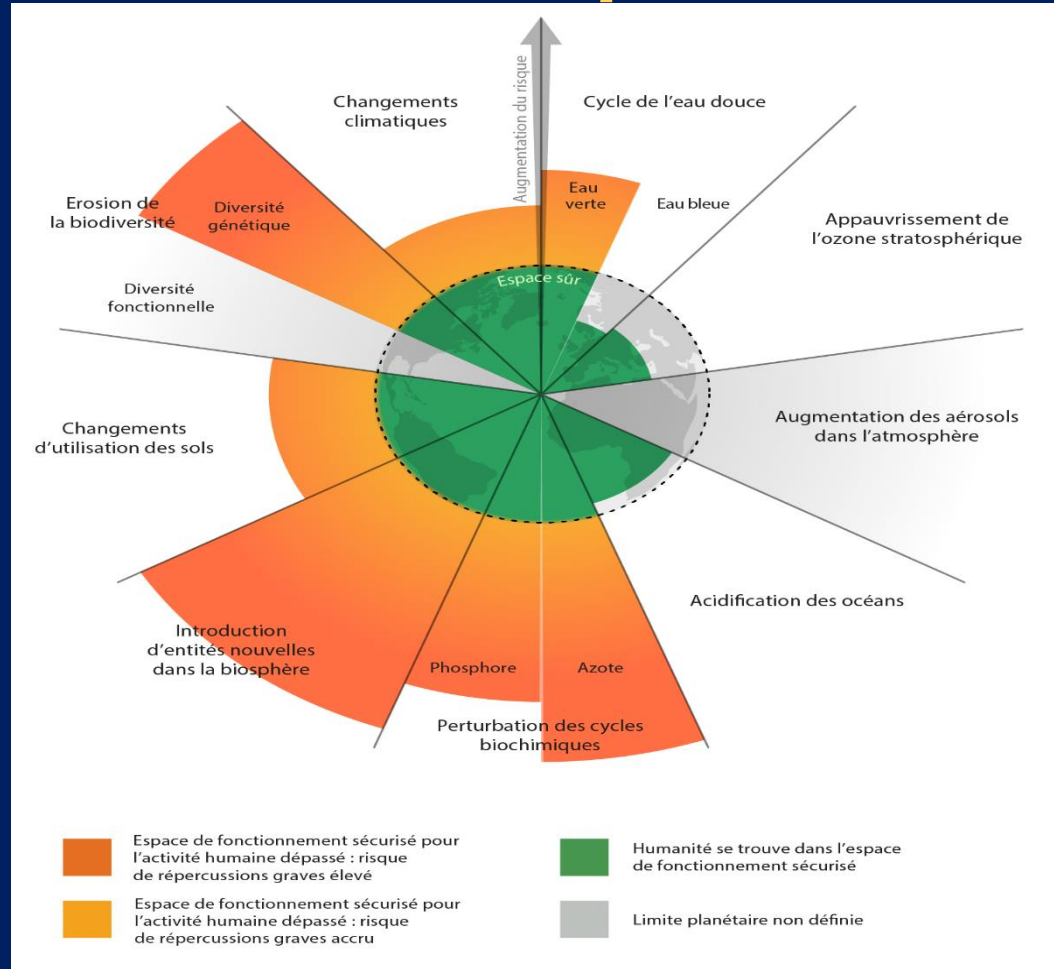 Augmentation du risque
Changements
climatiques
Cycle de l'eau douce
Erosion de
la biodiversité
Diversité
génétique
Eau
verte
Eau bleue
Appauvrissement de
l'ozone stratosphérique
Diversité
fonctionnelle
Espace sûr
Changements
d'utilisation des sols
Augmentation des aérosols
dans l'atmosphère
Acidification des océans
Introduction
d'entités nouvelles
dans la biosphère
Phosphore
Azote
Perturbation des cycles
biochimiques
Espace de fonctionnement sécurisé pour
l'activité humaine dépassé : risque
de répercussions graves élevé
Espace de fonctionnement sécurisé pour
l'activité humaine dépassé : risque
de répercussions graves accru
Humanité se trouve dans l'espace
de fonctionnement sécurisé
Limite planétaire non définie